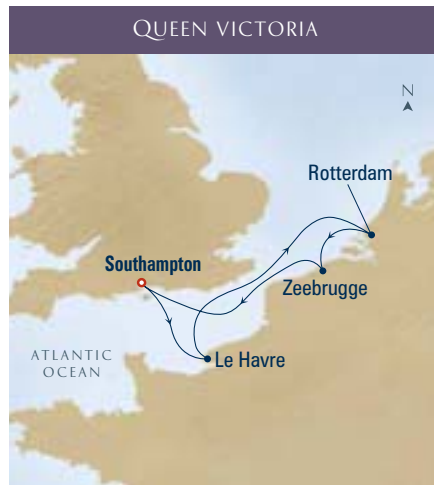 QUEEN VICTORIA
N
Rotterdam
Southampton
Zeebrugge
ATLANTIC
OCEAN
Le Havre